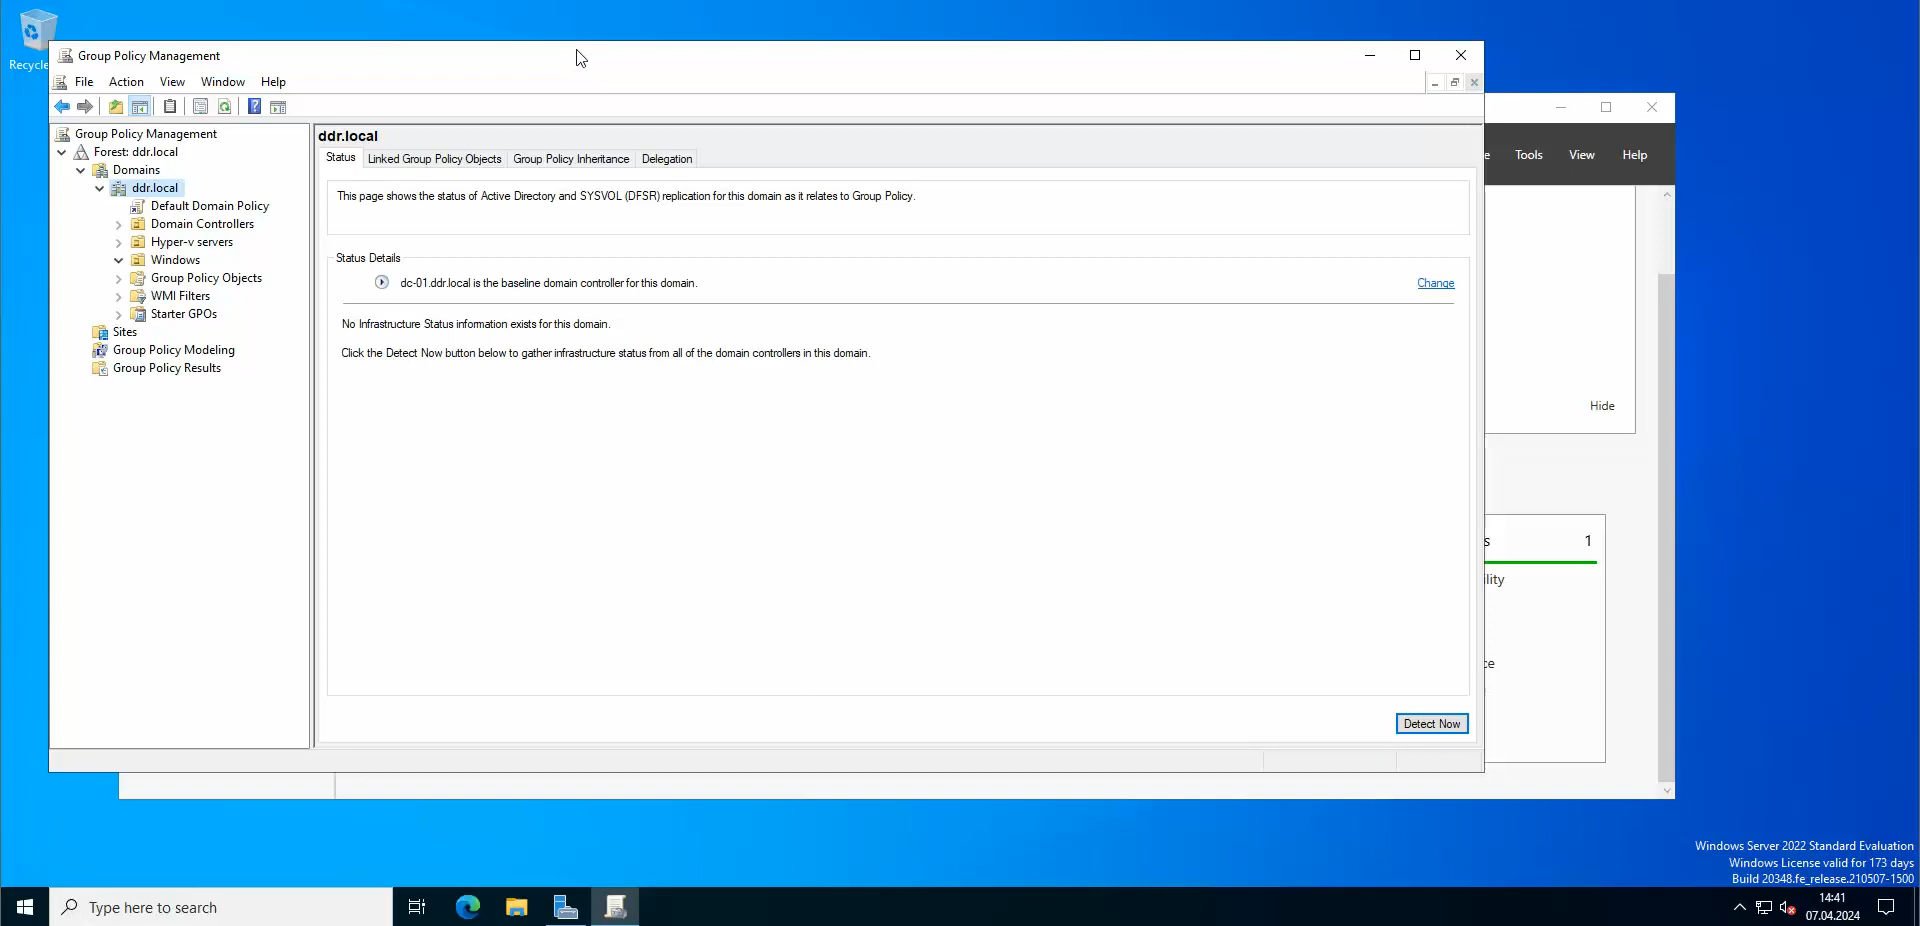 Recycle
Group Policy Management
File Action View Window Help
Group Policy Management
Forest: ddr.local
Domains
ddr.local
Default Domain Policy
Domain Controllers
Hyper-v servers
Windows
Group Policy Objects
WMI Filters
Starter GPOs
Sites
Group Policy Modeling
Group Policy Results
ddr.local
Status Linked Group Policy Objects Group Policy Inheritance Delegation
This page shows the status of Active Directory and SYSVOL (DFSR) replication for this domain as it relates to Group Policy.
Status Details
dc-01.ddr.local is the baseline domain controller for this domain. Change
No Infrastructure Status information exists for this domain.
Click the Detect Now button below to gather infrastructure status from all of the domain controllers in this domain.
Detect Now
e Tools View Help
Hide
s 1
ility
ce
Windows Server 2022 Standard Evaluation
Windows License valid for 173 days
Build 20348.fe_release.210507-1500
Type here to search
14:41
07.04.2024